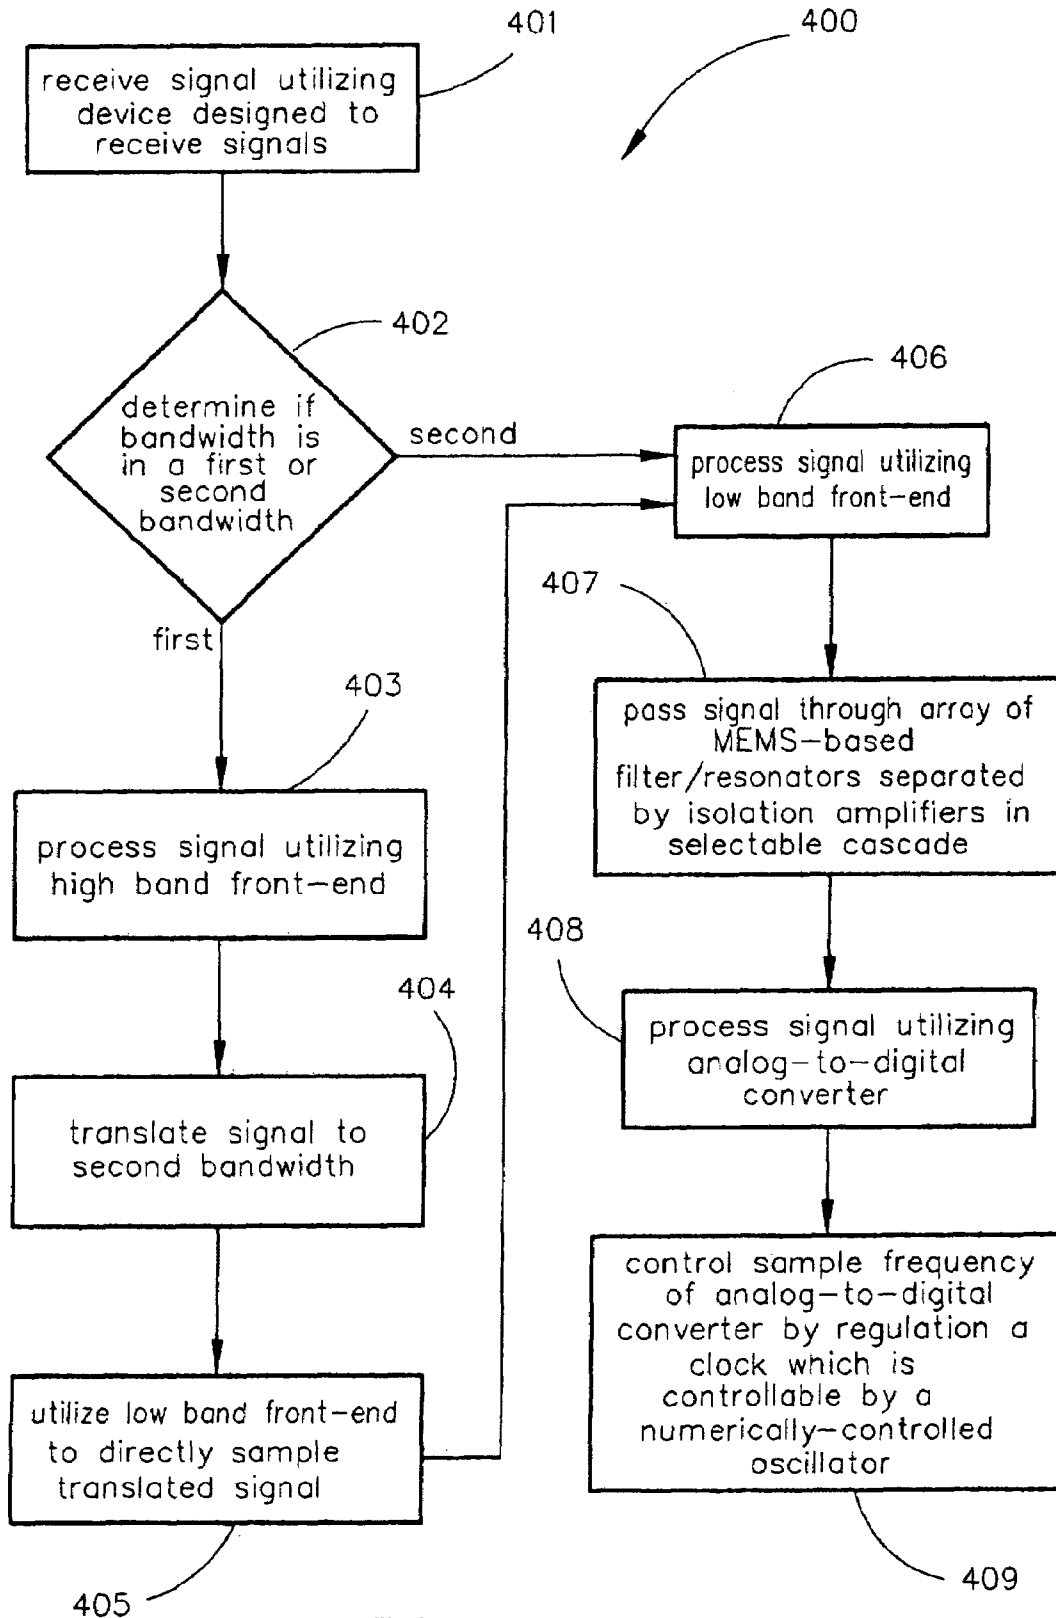 401
400
receive signal utilizing
device designed to
receive signals
402
determine if
bandwidth is
in a first or
second
bandwidth
second
first
406
process signal utilizing
low band front-end
403
process signal utilizing
high band front-end
407
pass signal through array of
MEMS-based
filter/resonators separated
by isolation amplifiers in
selectable cascade
404
translate signal to
second bandwidth
408
process signal utilizing
analog-to-digital
converter
utilize low band front-end
to directly sample
translated signal
405
control sample frequency
of analog-to-digital
converter by regulation a
clock which is
controllable by a
numerically-controlled
oscillator
409